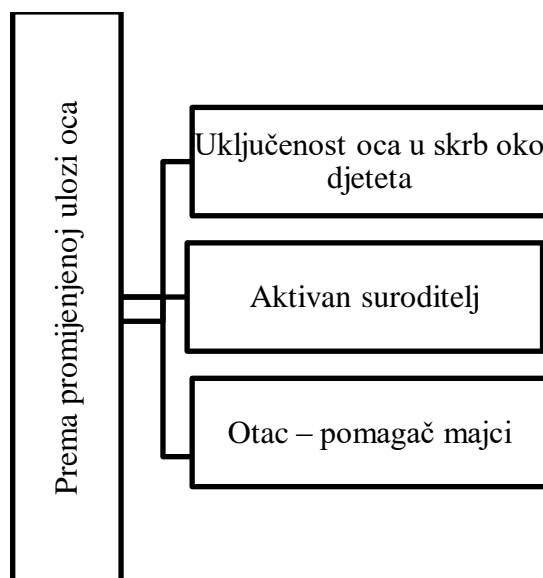 Prema promijenjenoj ulozi oca
Uključenost oca u skrb oko
djeteta
Aktivan suroditelj
Otac – pomagač majci